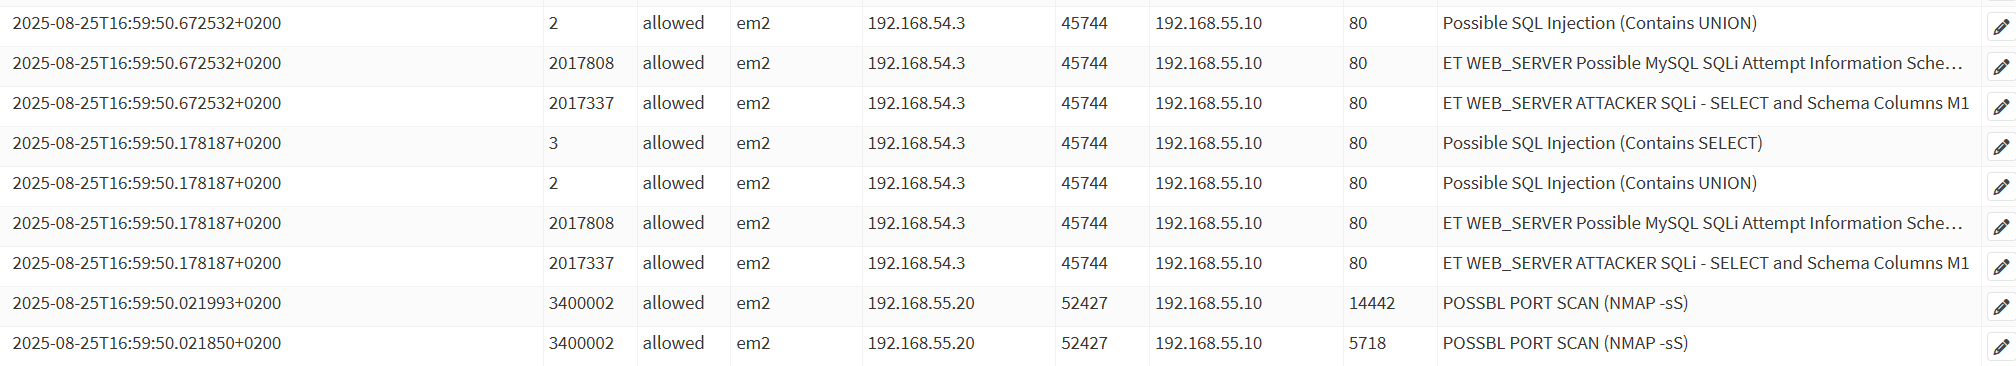 2025-08-25T16:59:50.672532+0200 2 allowed em2 192.168.54.3 45744 192.168.55.10 80 Possible SQL Injection (Contains UNION)
2025-08-25T16:59:50.672532+0200 2017808 allowed em2 192.168.54.3 45744 192.168.55.10 80 ET WEB_SERVER Possible MySQL SQLi Attempt Information Sche...
2025-08-25T16:59:50.672532+0200 2017337 allowed em2 192.168.54.3 45744 192.168.55.10 80 ET WEB_SERVER ATTACKER SQLi - SELECT and Schema Columns M1
2025-08-25T16:59:50.178187+0200 3 allowed em2 192.168.54.3 45744 192.168.55.10 80 Possible SQL Injection (Contains SELECT)
2025-08-25T16:59:50.178187+0200 2 allowed em2 192.168.54.3 45744 192.168.55.10 80 Possible SQL Injection (Contains UNION)
2025-08-25T16:59:50.178187+0200 2017808 allowed em2 192.168.54.3 45744 192.168.55.10 80 ET WEB_SERVER Possible MySQL SQLi Attempt Information Sche...
2025-08-25T16:59:50.178187+0200 2017337 allowed em2 192.168.54.3 45744 192.168.55.10 80 ET WEB_SERVER ATTACKER SQLi - SELECT and Schema Columns M1
2025-08-25T16:59:50.021993+0200 3400002 allowed em2 192.168.55.20 52427 192.168.55.10 14442 POSSBL PORT SCAN (NMAP -sS)
2025-08-25T16:59:50.021850+0200 3400002 allowed em2 192.168.55.20 52427 192.168.55.10 5718 POSSBL PORT SCAN (NMAP -sS)